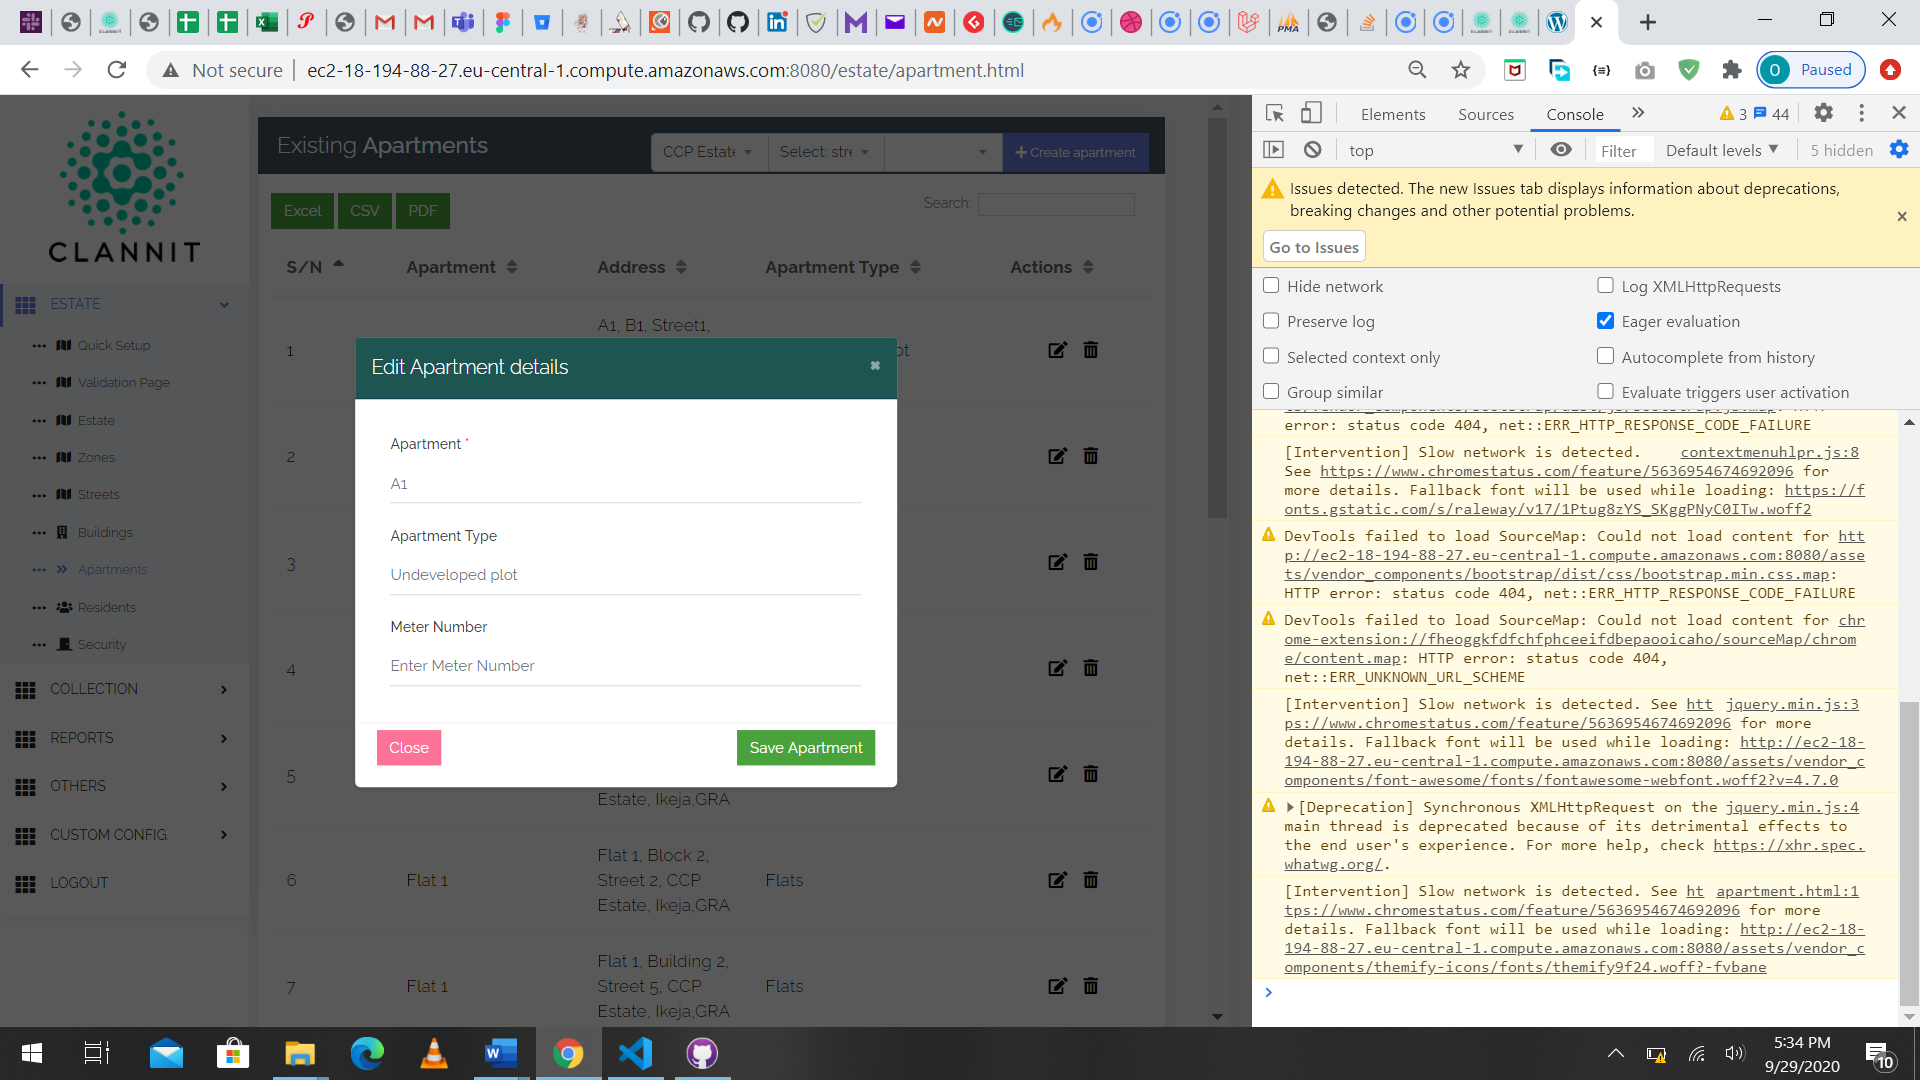 Not secure
ec2-18-194-88-27.eu-central-1.compute.amazonaws.com:8080/estate/apartment.html
O
Paused
CLANNIT
ESTATE
Quick Setup
Validation Page
Estate
Zones
Streets
Buildings
Apartments
Residents
Security
COLLECTION
REPORTS
OTHERS
CUSTOM CONFIG.
LOGOUT
Existing Apartments
CCP Estat
Select: str
+ Create apartment
Excel
CSV
PDF
Search:
S/N
Apartment
Address
Apartment Type
Actions
A1, B1, Street1,
1
ot
2
3
4
5
Estate, Ikeja,GRA
6
Flat 1
Flat 1, Block 2,
Street 2, CCP
Estate, Ikeja,GRA
Flats
7
Flat 1
Flat 1, Building 2,
Street 5, CCP
Estate, Ikeja,GRA
Flats
Edit Apartment details
Apartment *
A1
Apartment Type
Undeveloped plot
Meter Number
Enter Meter Number
Close
Save Apartment
Elements
Sources
Console
3
44
top
Filter
Default levels
5 hidden
Issues detected. The new Issues tab displays information about deprecations,
breaking changes and other potential problems.
Go to Issues
Hide network
Log XMLHttpRequests
Preserve log
Eager evaluation
Selected context only
Autocomplete from history
Group similar
Evaluate triggers user activation
error: status code 404, net::ERR_HTTP_RESPONSE_CODE_FAILURE
[Intervention] Slow network is detected. contextmenuhlpr.js:8
See https://www.chromestatus.com/feature/5636954674692096 for
more details. Fallback font will be used while loading: https://f
onts.gstatic.com/s/raleway/v17/1Ptug8zYS_SKggPNyC0ITw.woff2
DevTools failed to load SourceMap: Could not load content for htt
p://ec2-18-194-88-27.eu-central-1.compute.amazonaws.com:8080/asse
ts/vendor_components/bootstrap/dist/css/bootstrap.min.css.map:
HTTP error: status code 404, net::ERR_HTTP_RESPONSE_CODE_FAILURE
DevTools failed to load SourceMap: Could not load content for chr
ome-extension://fheoggkfdfchfphceeifdbepaooicaho/sourceMap/chrom
e/content.map: HTTP error: status code 404,
net::ERR_UNKNOWN_URL_SCHEME
[Intervention] Slow network is detected. See htt jquery.min.js:3
ps://www.chromestatus.com/feature/5636954674692096 for more
details. Fallback font will be used while loading: http://ec2-18-
194-88-27.eu-central-1.compute.amazonaws.com:8080/assets/vendor_c
omponents/font-awesome/fonts/fontawesome-webfont.woff2?v=4.7.0
[Deprecation] Synchronous XMLHttpRequest on the jquery.min.js:4
main thread is deprecated because of its detrimental effects to
the end user's experience. For more help, check https://xhr.spec.
whatwg.org/.
[Intervention] Slow network is detected. See ht apartment.html:1
tps://www.chromestatus.com/feature/5636954674692096 for more
details. Fallback font will be used while loading: http://ec2-18-
194-88-27.eu-central-1.compute.amazonaws.com:8080/assets/vendor_c
omponents/themify-icons/fonts/themify9f24.woff?-fvbane
5:34 PM
9/29/2020
10